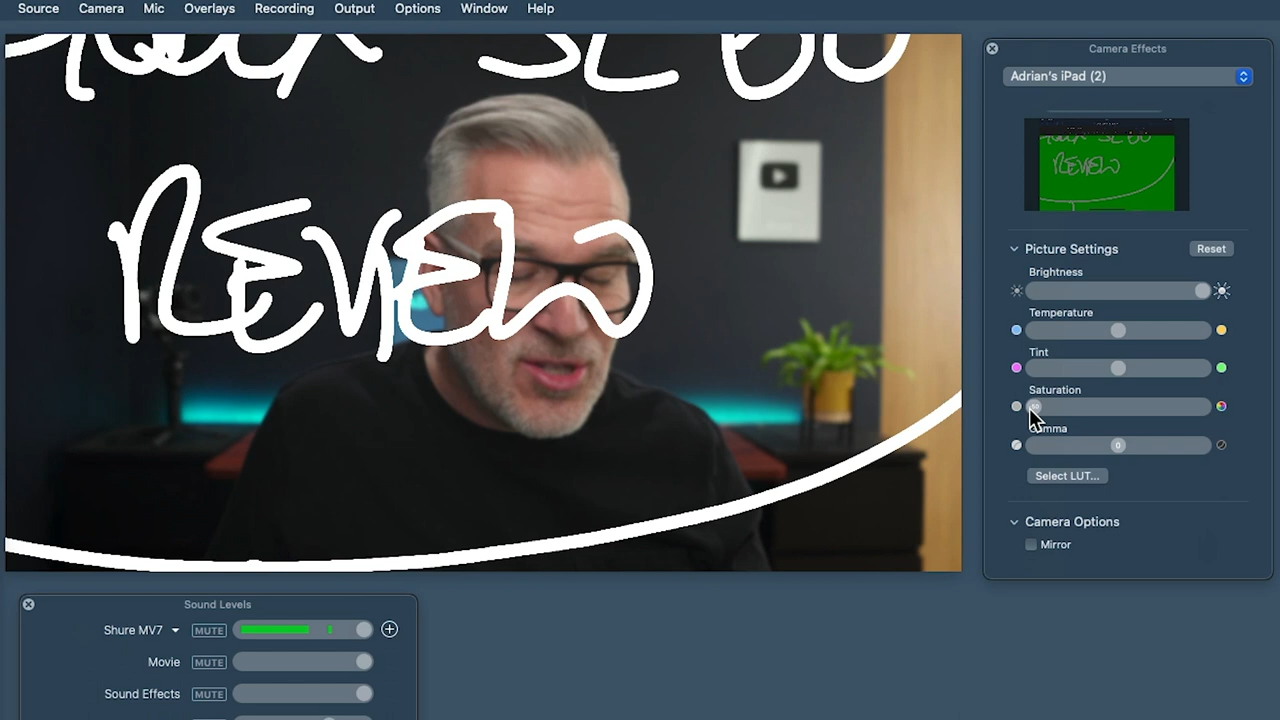 Source Camera Mic Overlays Recording Output Options Window Help
REVIEW
Camera Effects
Adrian's iPad (2)
REVIEW
Picture Settings Reset
Brightness
Temperature
Tint
Saturation
Gamma
0
Select LUT...
Camera Options
Mirror
Sound Levels
Shure MV7 MUTE
Movie MUTE
Sound Effects MUTE